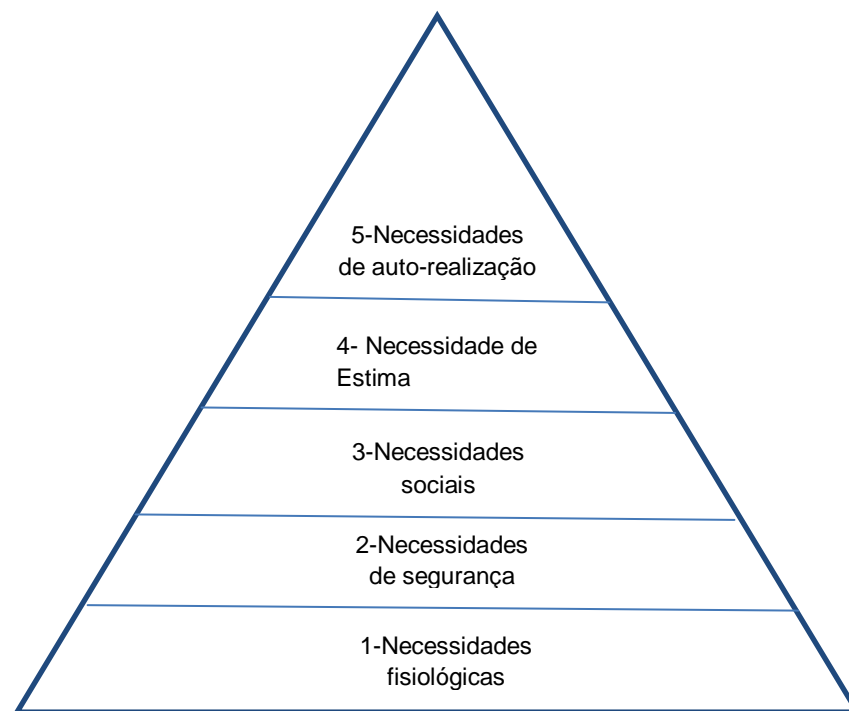 5-Necessidades
de auto-realização
4- Necessidade de
Estima
3-Necessidades
sociais
2-Necessidades
de segurança
1-Necessidades
fisiológicas